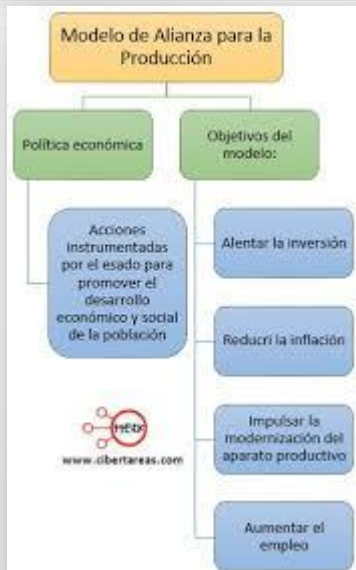 Modelo de Alianza para la
Producción
Política económica
Acciones
instrumentadas
por el esado para
promover el
desarrollo
económico y social
de la población
Objetivos del
modelo:
Alentar la inversión
Reducri la inflación
Impulsar la
modernización del
aparato productivo
Aumentar el
empleo
www.cibertareas.com